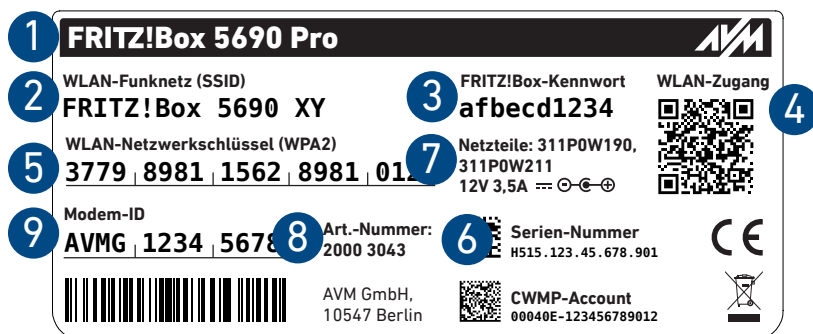 1 FRITZ!Box 5690 Pro AVM
WLAN-Funknetz (SSID)
2 FRITZ!Box 5690 XY
FRITZ!Box-Kennwort
3 afbecd1234
WLAN-Zugang
4
WLAN-Netzwerkschlüssel (WPA2)
5 3779 8981 1562 8981
7 Netzteile: 311P0W190,
311P0W211
12V 3,5A
Modem-ID
9 AVMG 1234 5678
8 Art.-Nummer:
2000 3043
6 Serien-Nummer
H515.123.45.678.901
CE
AVM GmbH,
10547 Berlin
CWMP-Account
00040E-123456789012